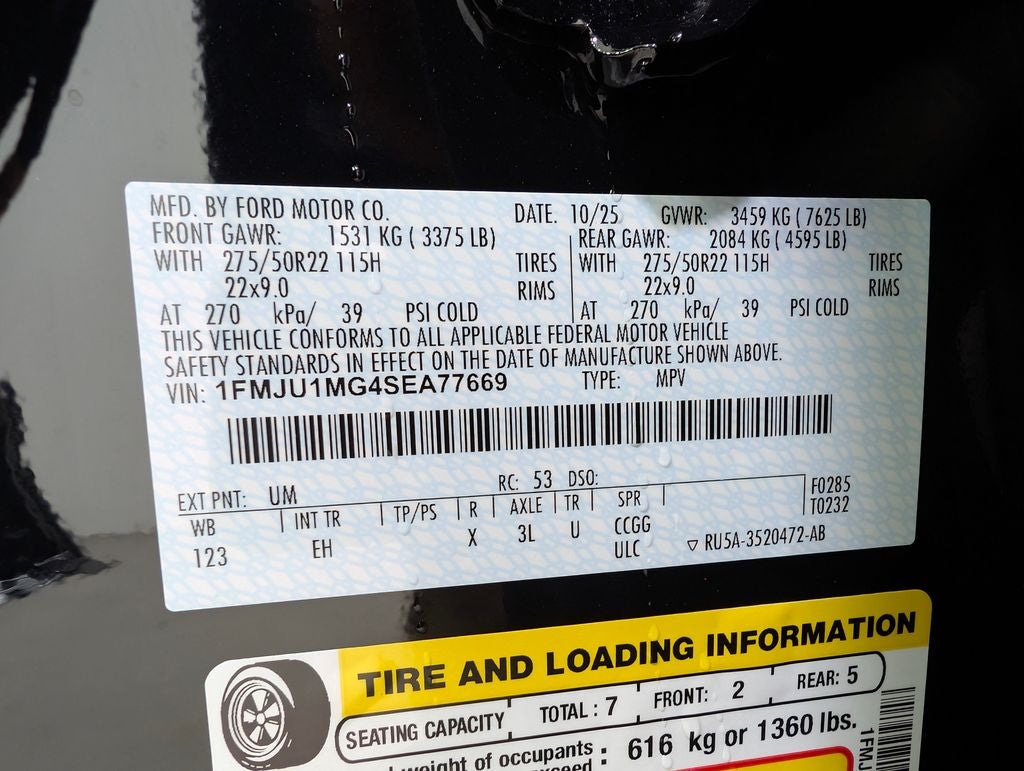 MFD. BY FORD MOTOR CO. DATE. 10/25 GVWR: 3459 KG ( 7625 LB)
FRONT GAWR: 1531 KG ( 3375 LB) REAR GAWR: 2084 KG ( 4595 LB)
WITH 275/50R22 115H TIRES WITH 275/50R22 115H TIRES
22x9.0 RIMS 22x9.0 RIMS
AT 270 kPa/ 39 PSI COLD AT 270 kPa/ 39 PSI COLD
THIS VEHICLE CONFORMS TO ALL APPLICABLE FEDERAL MOTOR VEHICLE
SAFETY STANDARDS IN EFFECT ON THE DATE OF MANUFACTURE SHOWN ABOVE.
VIN: 1FMJU1MG4SEA77669 TYPE: MPV
EXT PNT: UM RC: 53 DSO: F0285
WB INT TR TP/PS R AXLE TR SPR T0232
123 EH X 3L U CCGG
ULC ▽ RU5A-3520472-AB
TIRE AND LOADING INFORMATION
SEATING CAPACITY TOTAL : 7 FRONT: 2 REAR: 5
weight of occupants : 616 kg or 1360 lbs.
exceed
1FMJ